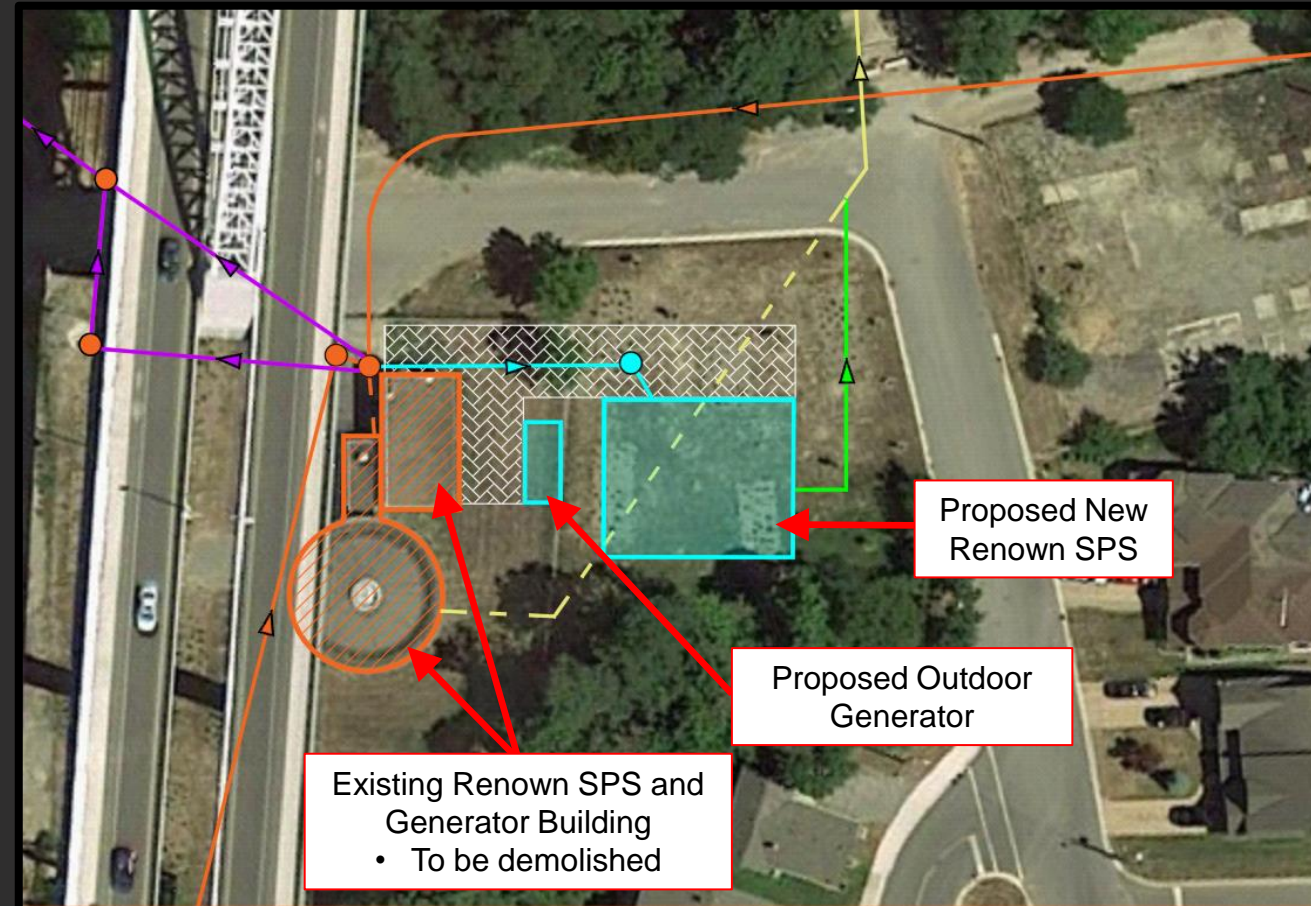 Proposed New
Renown SPS
Proposed Outdoor
Generator
Existing Renown SPS and
Generator Building
• To be demolished